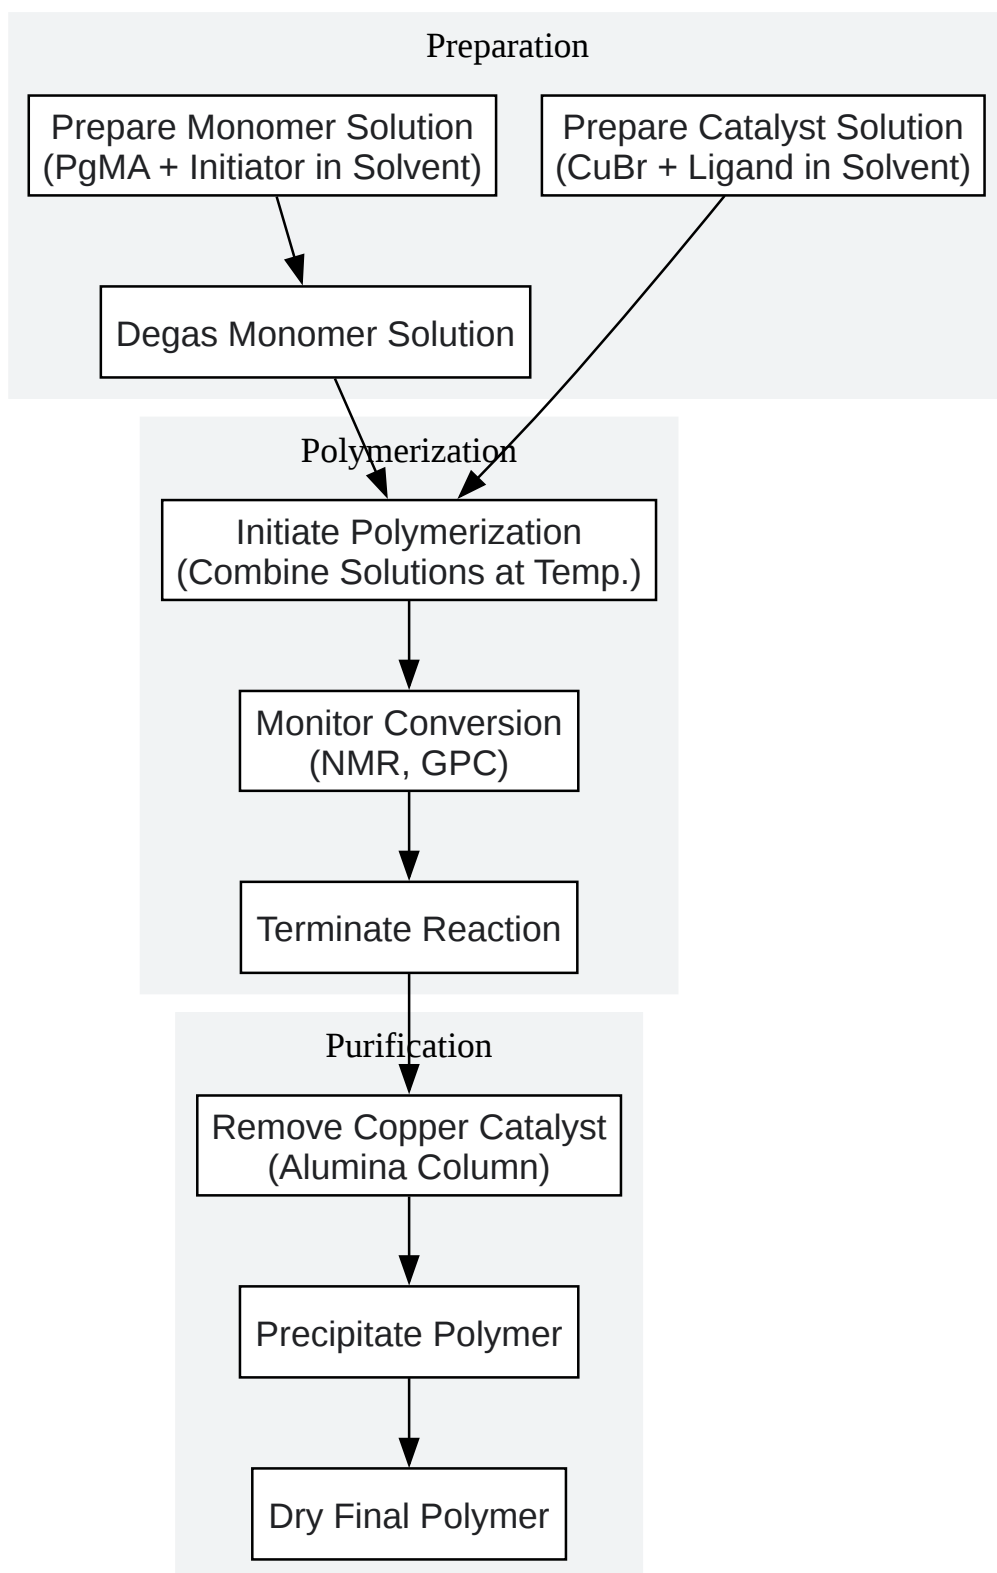 Preparation
Prepare Monomer Solution
(PgMA + Initiator in Solvent)
Prepare Catalyst Solution
(CuBr + Ligand in Solvent)
Degas Monomer Solution
Polymerization
Initiate Polymerization
(Combine Solutions at Temp.)
Monitor Conversion
(NMR, GPC)
Terminate Reaction
Purification
Remove Copper Catalyst
(Alumina Column)
Precipitate Polymer
Dry Final Polymer